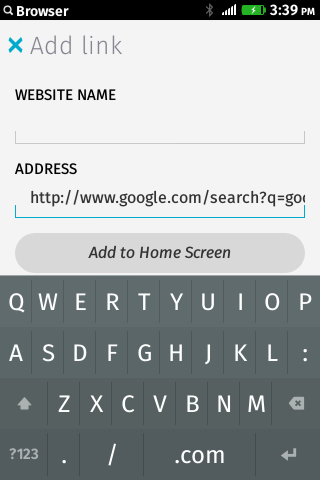 Browser 3:39 PM
Add link
WEBSITE NAME
ADDRESS
http://www.google.com/search?q=goo
Add to Home Screen
Q W E R T Y U I O P
A S D F G H J K L :
Z X C V B N M
?123 . / .com